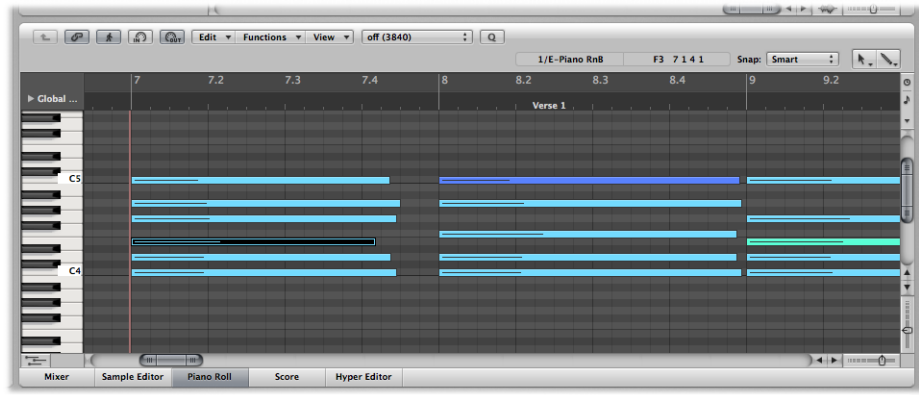 IN OUT Edit Functions View off (3840) Q
1/E-Piano RnB F3 7 1 4 1 Snap: Smart
7 7.2 7.3 7.4 8 8.2 8.3 8.4 9 9.2
Global ... Verse 1
C5
C4
Mixer Sample Editor Piano Roll Score Hyper Editor